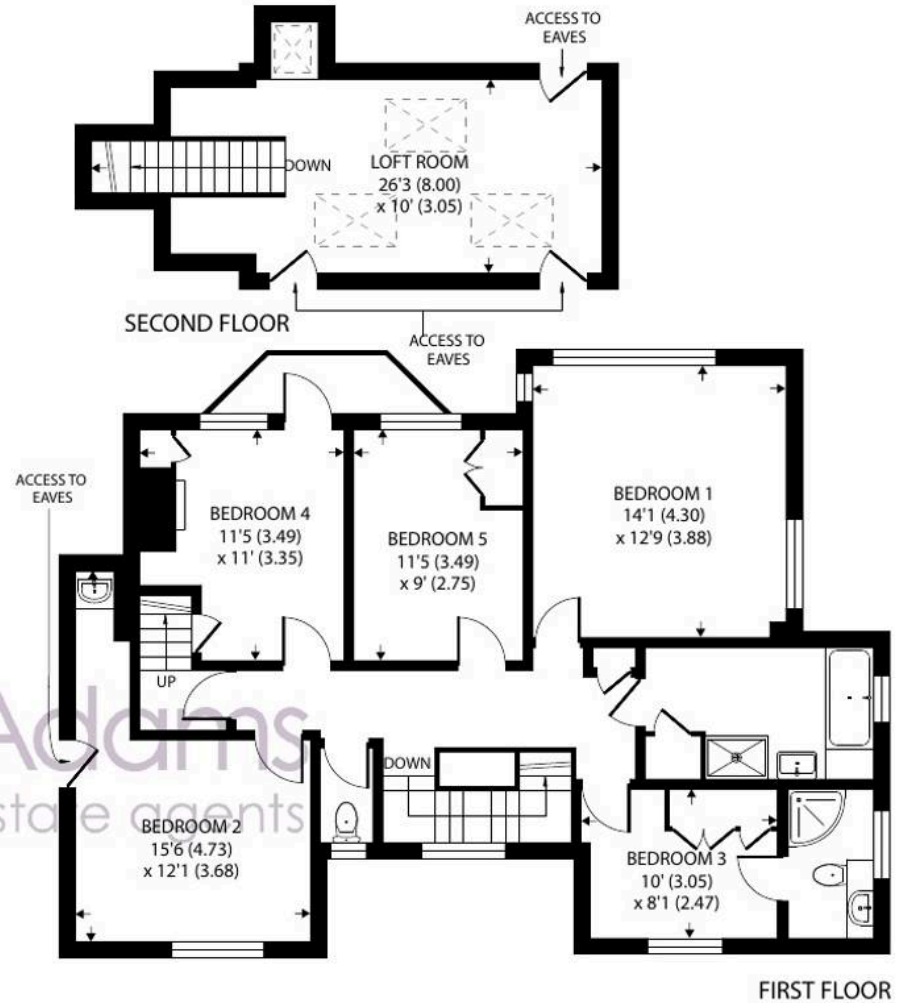 ACCESS TO
EAVES
DOWN
LOFT ROOM
26'3 (8.00)
x 10' (3.05)
SECOND FLOOR
ACCESS TO
EAVES
ACCESS TO
EAVES
BEDROOM 4
11'5 (3.49)
x 11' (3.35)
BEDROOM 5
11'5 (3.49)
x 9' (2.75)
BEDROOM 1
14'1 (4.30)
x 12'9 (3.88)
UP
Adams
state agents
DOWN
BEDROOM 2
15'6 (4.73)
x 12'1 (3.68)
BEDROOM 3
10' (3.05)
x 8'1 (2.47)
FIRST FLOOR